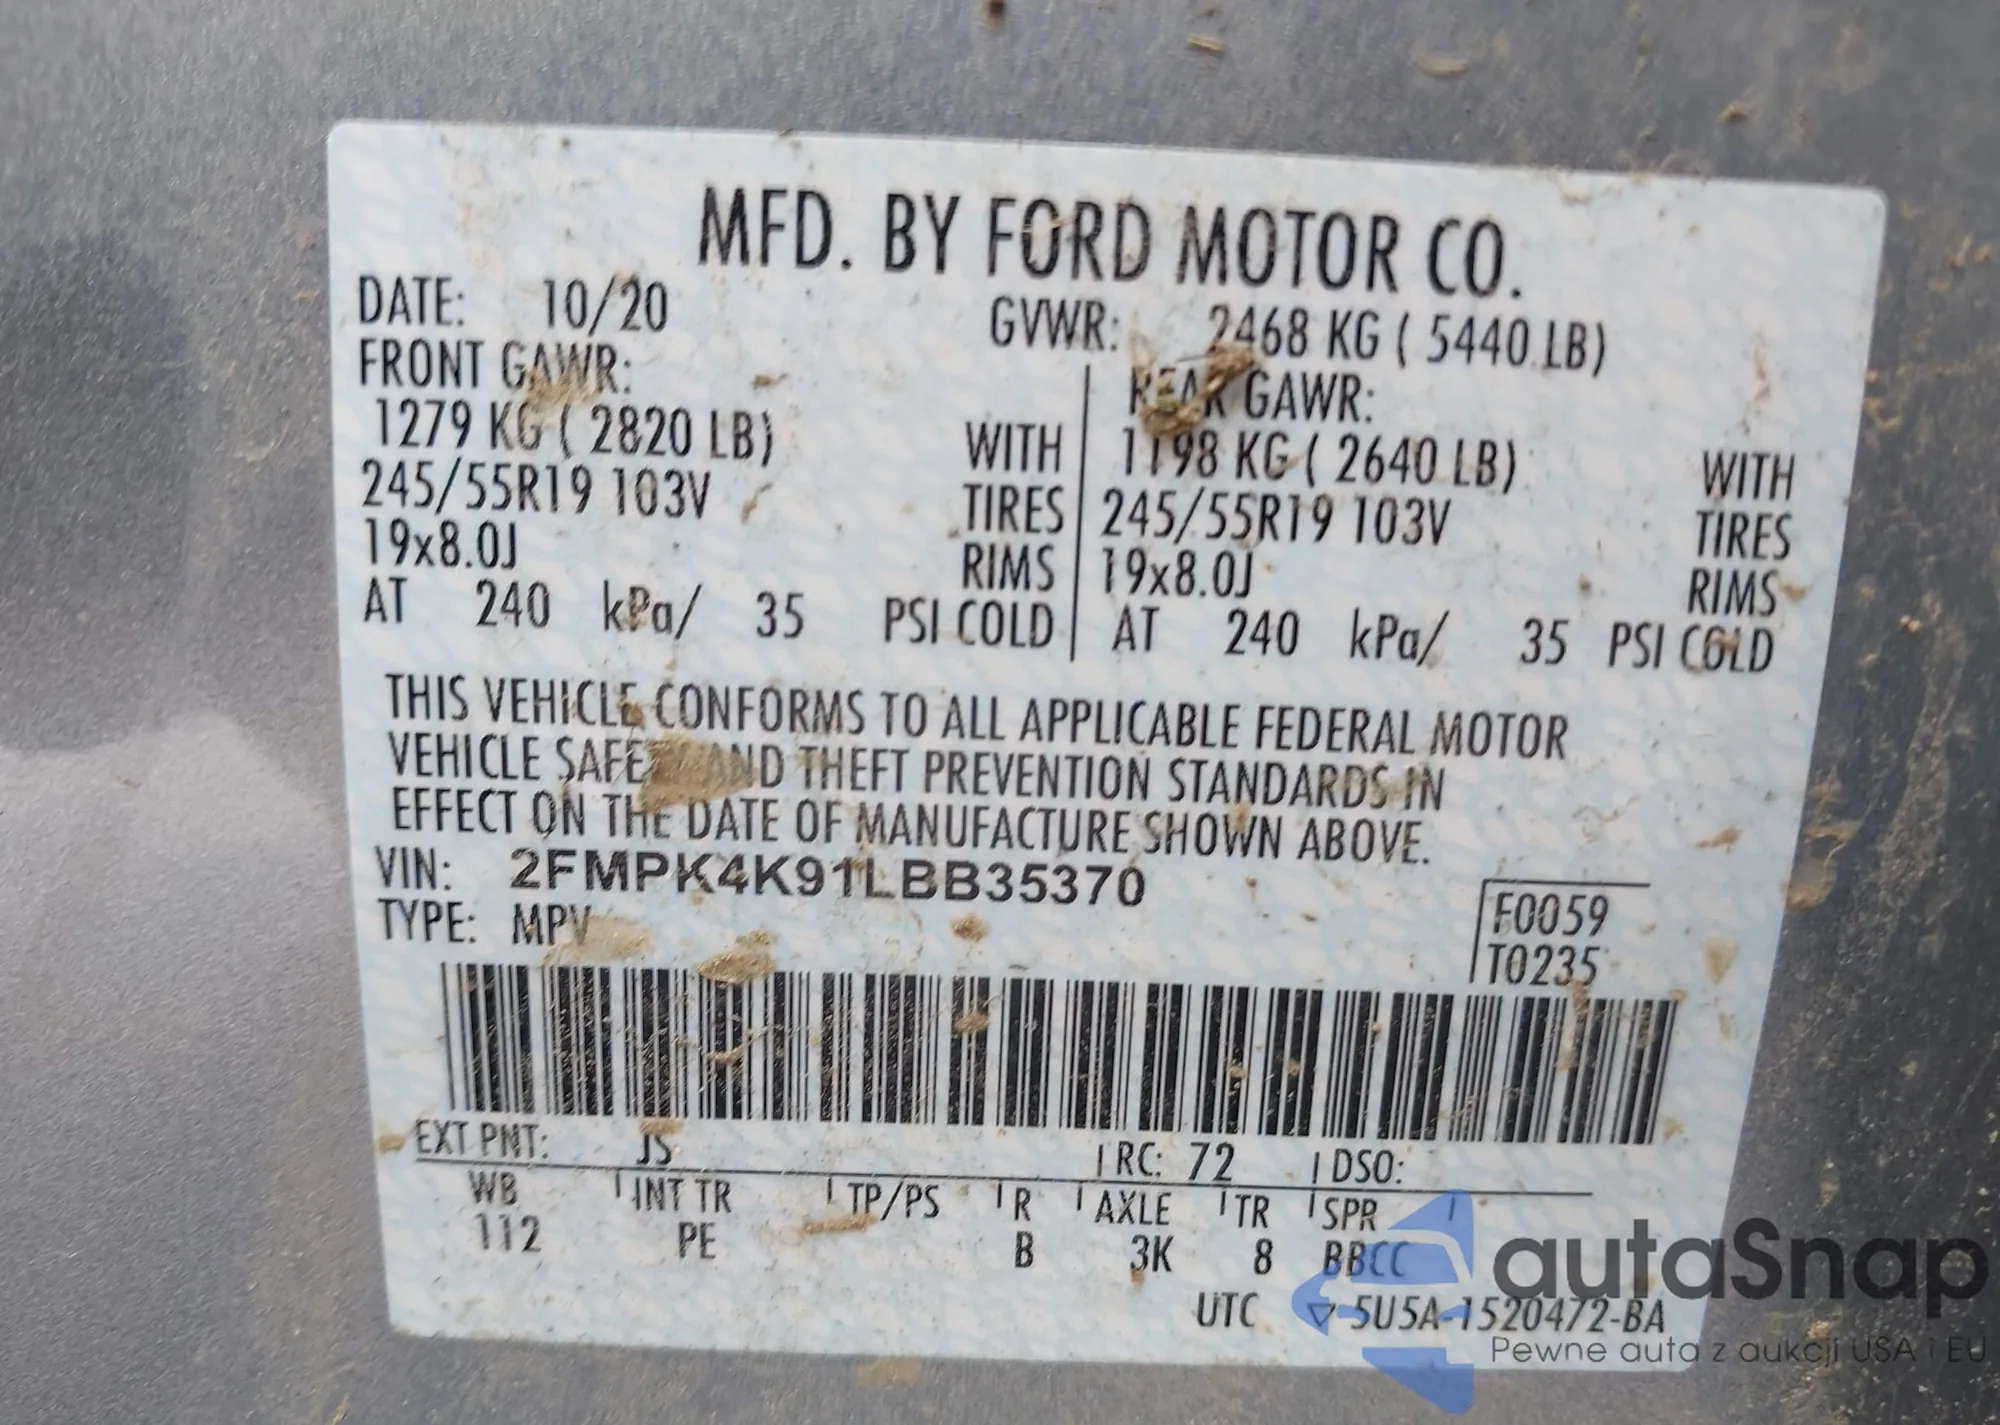 MFD. BY FORD MOTOR CO.
DATE: 10/20 GVWR: 2468 KG ( 5440 LB)
FRONT GAWR: REAR GAWR:
1279 KG ( 2820 LB) WITH 1198 KG ( 2640 LB) WITH
245/55R19 103V TIRES 245/55R19 103V TIRES
19x8.0J RIMS 19x8.0J RIMS
AT 240 kPa/ 35 PSI COLD AT 240 kPa/ 35 PSI COLD
THIS VEHICLE CONFORMS TO ALL APPLICABLE FEDERAL MOTOR
VEHICLE SAFETY AND THEFT PREVENTION STANDARDS IN
EFFECT ON THE DATE OF MANUFACTURE SHOWN ABOVE.
VIN: 2FMPK4K91LBB35370
TYPE: MPV
F0059
T0235
EXT PNT: JS RC: 72 DSO:
WB INT TR TP/PS R AXLE TR SPR
112 PE B 3K 8 BBCC
UTC ▽ 5U5A-1520472-BA
autaSnap
Pewne auta z aukcji USA i EU